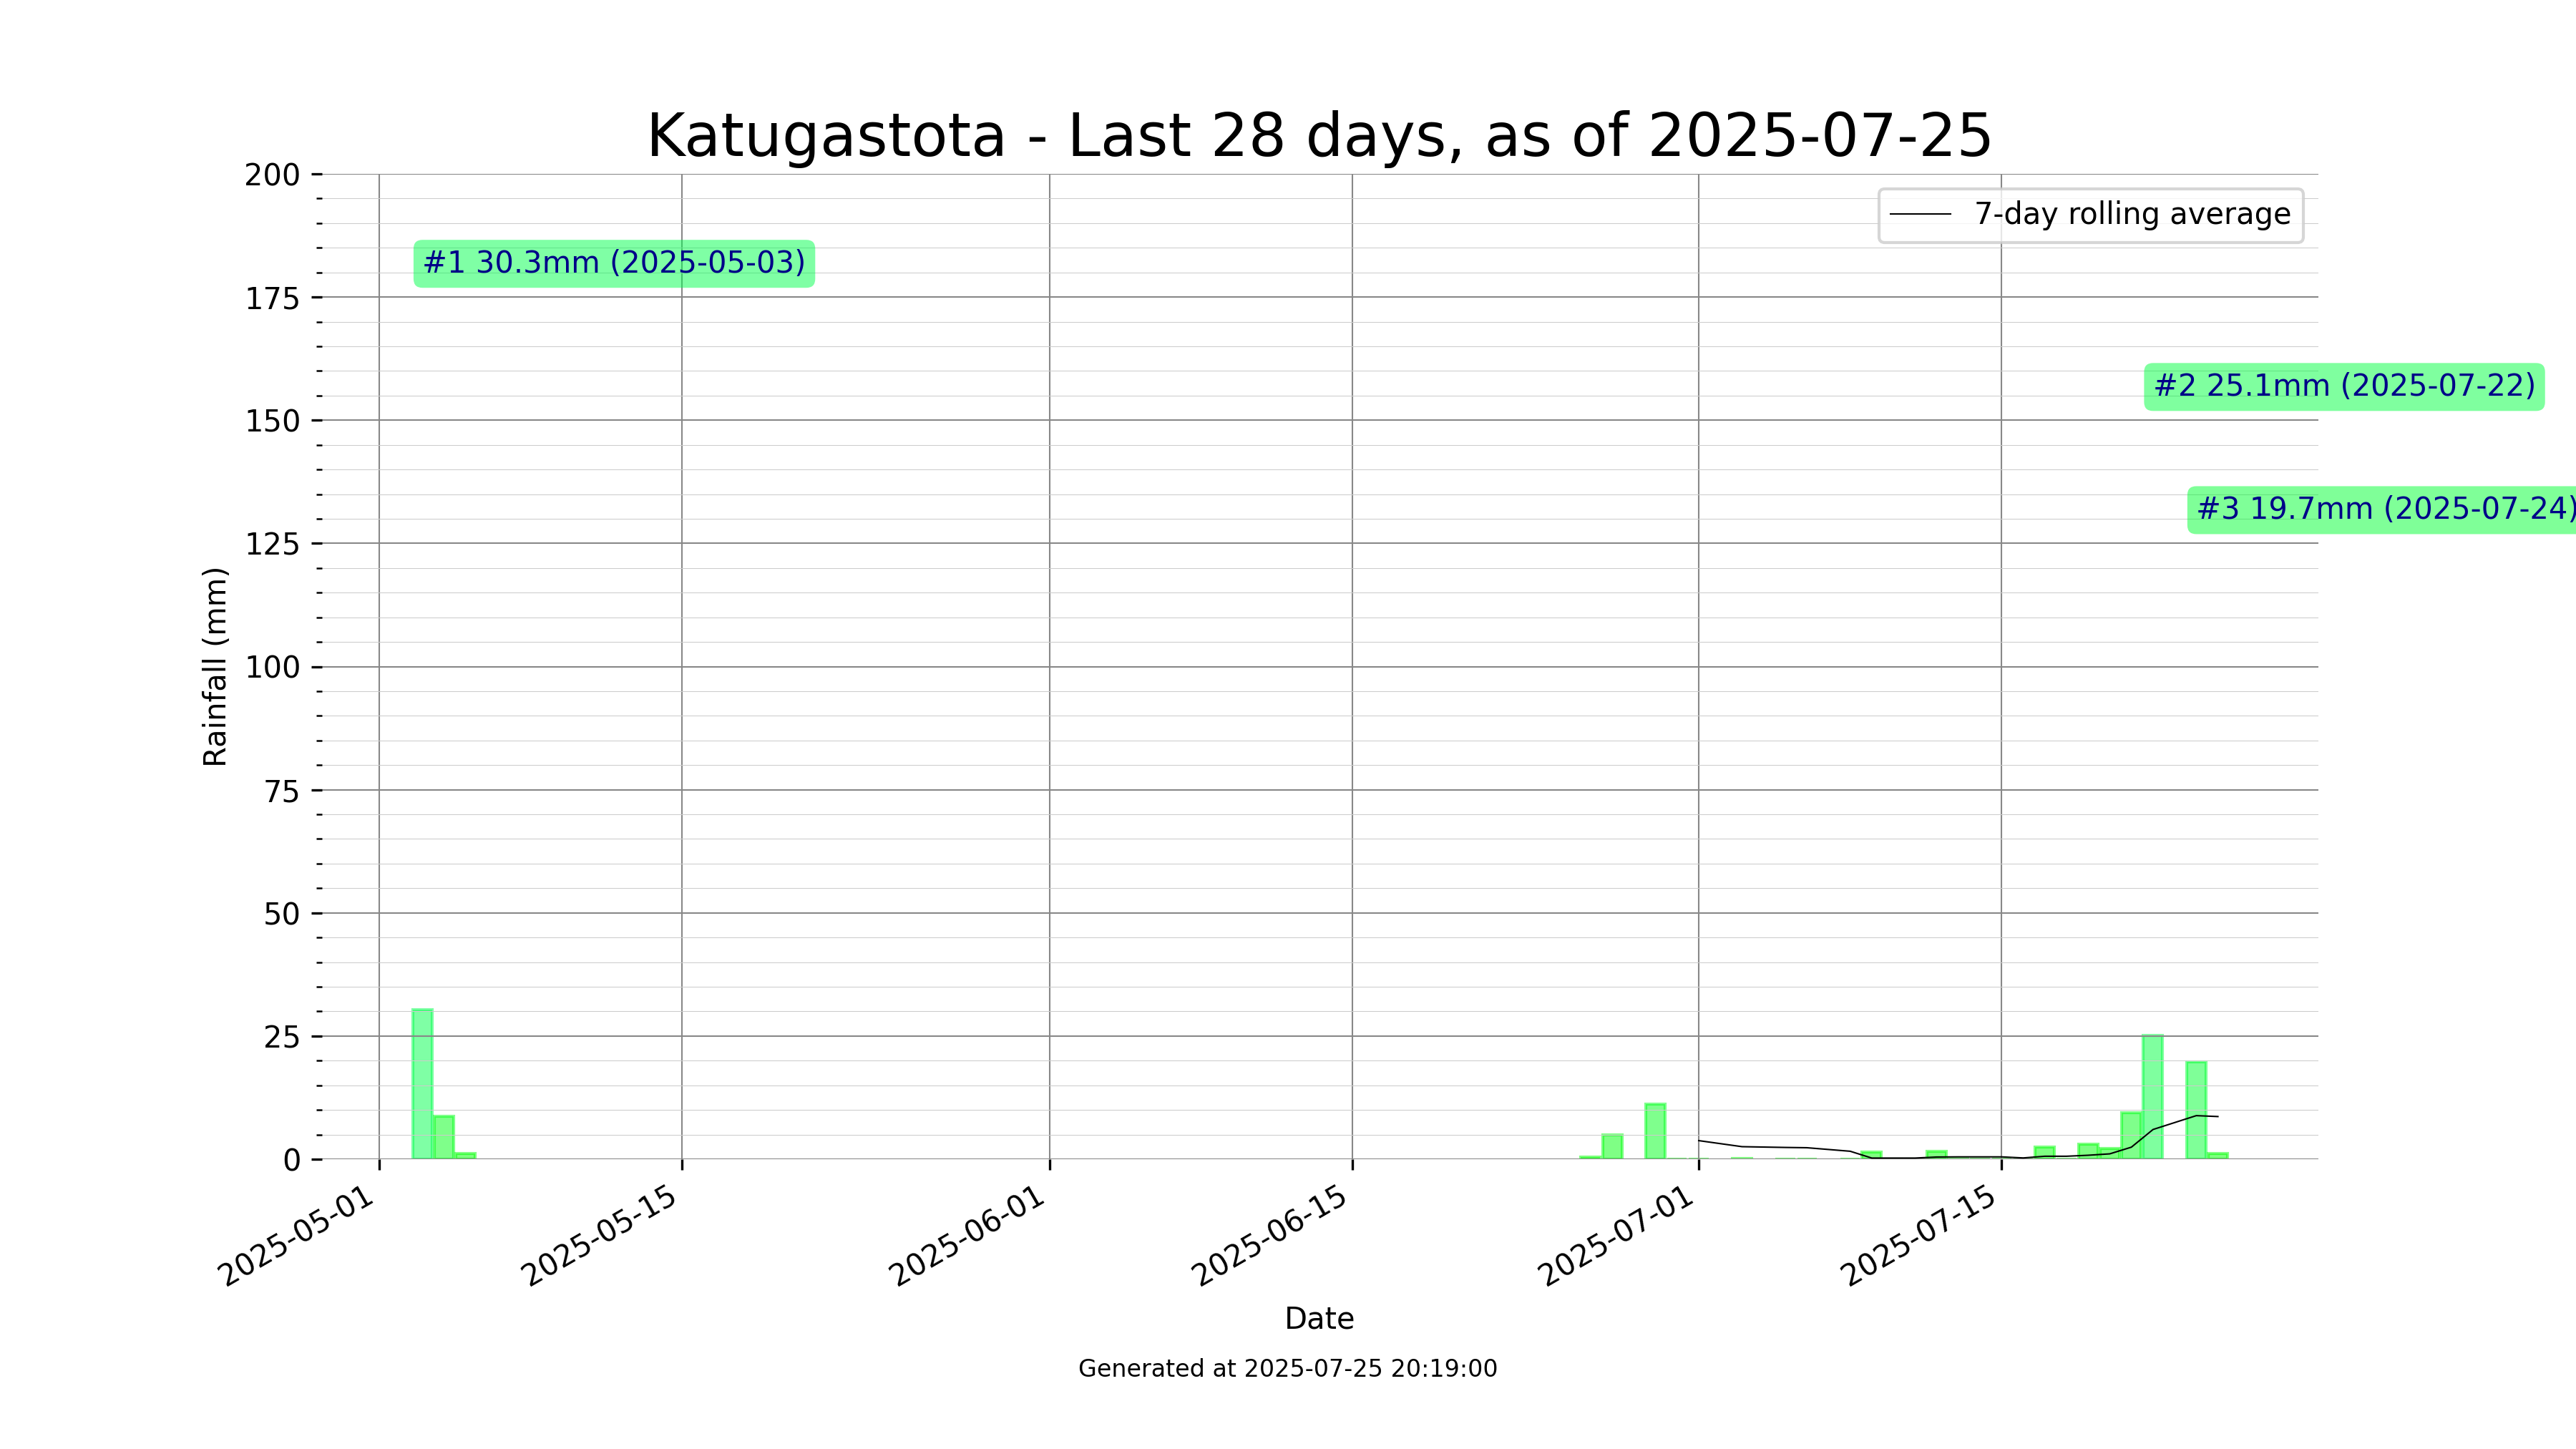 Katugastota - Last 28 days, as of 2025-07-25
200
175
150
125
100
75
50
25
0
Rainfall (mm)
7-day rolling average
#1 30.3mm (2025-05-03)
#2 25.1mm (2025-07-22)
#3 19.7mm (2025-07-24)
2025-05-01
2025-05-15
2025-06-01
2025-06-15
2025-07-01
2025-07-15
Date
Generated at 2025-07-25 20:19:00